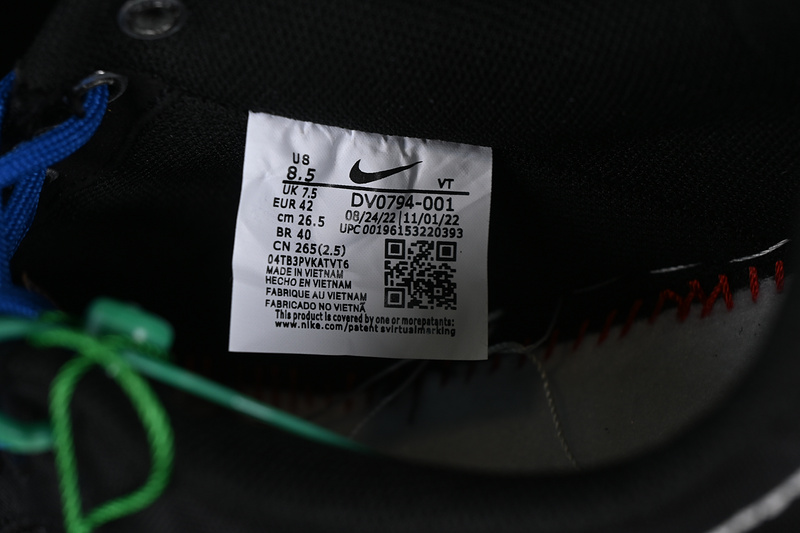 US
8.5
VT
UK 7.5
DV0794-001
EUR 42
08/24/22 | 11/01/22
cm 26.5
UPC 00196153220393
BR 40
CN 265(2.5)
04TB3PVKATVT6
MADE IN VIETNAM
HECHO EN VIETNAM
FABRIQUE AU VIETNAM
FABRICADO NO VIETNÃ
This product is covered by one or morepatents:
www.nike.com/patent svirtualmarking